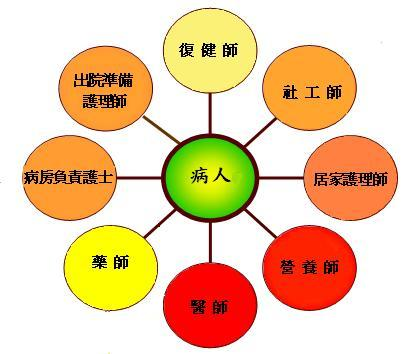 復健師
出院準備
護理師
社工師
病房負責護士
病人
居家護理師
藥師
營養師
醫師